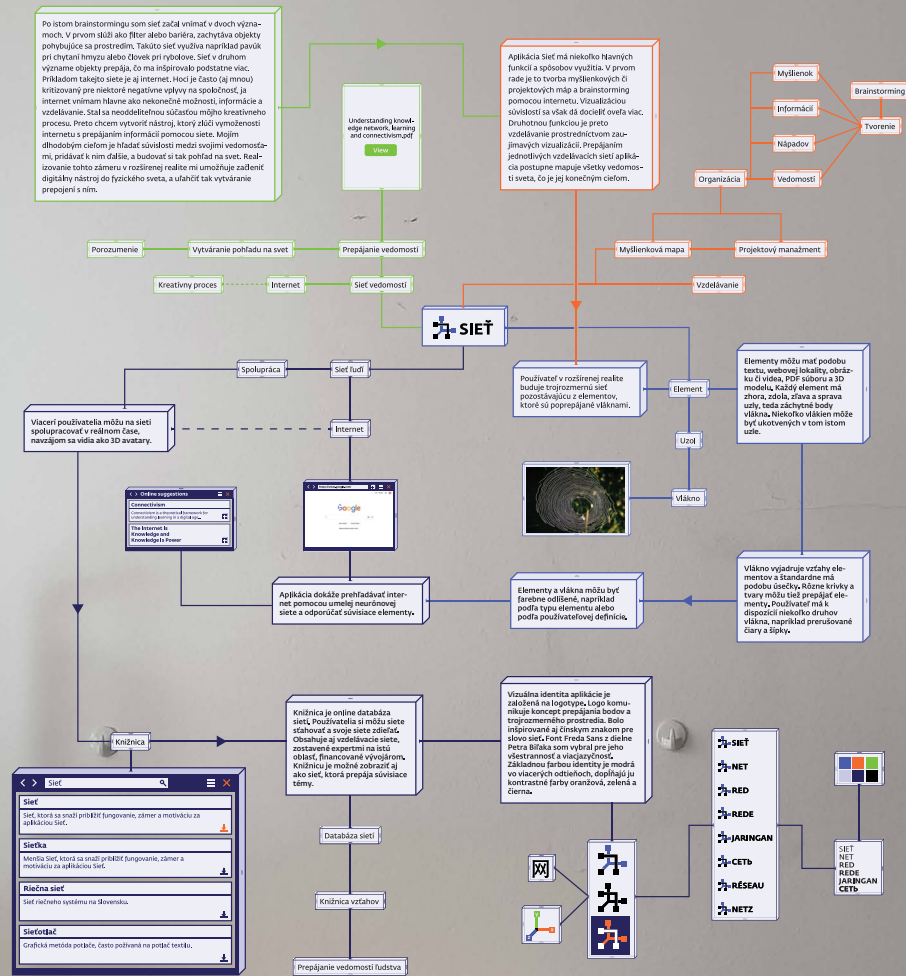 Po istom brainstormingu som sieť začal vnímať v dvoch význa-
moch. V prvom slúži ako filter alebo bariéra, zachytáva objekty
pohybujúce sa prostredím. Takúto sieť využíva napríklad pavúk
pri chytaní hmyzu alebo človek pri rybolove. Sieť v druhom
význame objekty prepája, čo ma inšpirovalo podstatne viac.
Príkladom takejto siete je aj internet. Hoci je často (aj mnou)
kritizovaný pre niektoré negatívne vplyvy na spoločnosť, ja
internet vnímam hlavne ako nekonečné možnosti, informácie a
vzdelávanie. Stal sa neoddeliteľnou súčasťou môjho kreatívneho
procesu. Preto chcem vytvoriť nástroj, ktorý zlúči vymoženosti
internetu s prepájaním informácií pomocou siete. Mojím
dlhodobým cieľom je hľadať súvislosti medzi svojimi vedomosťa-
mi, pridávať k nim ďalšie, a budovať si tak pohľad na svet. Real-
izovanie tohto zámeru v rozšírenej realite mi umožňuje začleniť
digitálny nástroj do fyzického sveta, a uľahčiť tak vytváranie
prepojení s ním.
Understanding knowl-
edge network, learning
and connectivism.pdf
View
Aplikácia Sieť má niekoľko hlavných
funkcií a spôsobov využitia. V prvom
rade je to tvorba myšlienkových či
projektových máp a brainstorming
pomocou internetu. Vizualizáciou
súvislostí sa však dá docieliť oveľa viac.
Druhotnou funkciou je preto
vzdelávanie prostredníctvom zau-
jímavých vizualizácií. Prepájaním
jednotlivých vzdelávacích sietí apliká-
cia postupne mapuje všetky vedomo-
sti sveta, čo je jej konečným cieľom.
Myšlienok
Informácií
Nápadov
Vedomostí
Brainstorming
Tvorenie
Organizácia
Myšlienková mapa
Projektový manažment
Vzdelávanie
Porozumenie
Vytváranie pohľadu na svet
Prepájanie vedomostí
Kreatívny proces
Internet
Sieť vedomostí
SIEŤ
Spolupráca
Sieť ľudí
Viacerí používatelia môžu na sieti
spolupracovať v reálnom čase,
navzájom sa vidia ako 3D avatary.
Internet
Používateľ v rozšírenej realite
buduje trojrozmernú sieť
pozostávajúcu z elementov,
ktoré sú poprepájané vláknami.
Element
Uzol
Vlákno
Elementy môžu mať podobu
textu, webovej lokality, obráz-
ku či videa, PDF súboru a 3D
modelu. Každý element má
zhora, zdola, zľava a sprava
uzly, teda záchytné body
vlákna. Niekoľko vlákien môže
byť ukotvených v tom istom
uzle.
Online suggestions
Connectivism
Connectivism is a theoretical framework for
understanding learning in a digital age...
The Internet Is
Knowledge and
Knowledge Is Power
Google
Aplikácia dokáže prehľadávať inter-
net pomocou umelej neurónovej
siete a odporúčať súvisiace elementy.
Elementy a vlákna môžu byť
farebne odlíšené, napríklad
podľa typu elementu alebo
podľa používateľovej definície.
Vlákno vyjadruje vzťahy ele-
mentov a štandardne má
podobu úsečky. Rôzne krivky a
tvary môžu tiež prepájať ele-
menty. Používateľ má k
dispozícii niekoľko druhov
vlákna, napríklad prerušované
čiary a šípky.
Knižnica
Sieť
Sieť
Sieť, ktorá sa snaží priblížiť fungovanie, zámer a motiváciu za
aplikáciou Sieť.
Sieťka
Menšia Sieť, ktorá sa snaží priblížiť fungovanie, zámer a
motiváciu za aplikáciou Sieť.
Riečna sieť
Sieť riečneho systému na Slovensku.
Sieťotlač
Grafická metóda potlače, často požívaná na potlač textilu.
Knižnica je online databáza
sietí. Používatelia si môžu siete
sťahovať a svoje siete zdieľať.
Obsahuje aj vzdelávacie siete,
zostavené expertmi na istú
oblasť, financované vývojárom.
Knižnicu je možné zobraziť aj
ako sieť, ktorá prepája súvisiace
témy.
Databáza sietí
Knižnica vzťahov
Prepájanie vedomostí ľudstva
Vizuálna identita aplikácie je
založená na logotype. Logo komu-
nikuje koncept prepájania bodov a
trojrozmerného prostredia. Bolo
inšpirované aj čínskym znakom pre
slovo sieť. Font Freda Sans z dielne
Petra Biľaka som vybral pre jeho
všestrannosť a viacjazyčnosť.
Základnou farbou identity je modrá
vo viacerých odtieňoch, dopĺňajú ju
kontrastné farby oranžová, zelená a
čierna.
网
SIEŤ
NET
RED
REDE
JARINGAN
СЕТЬ
RÉSEAU
NETZ
SIEŤ
NET
RED
REDE
JARINGAN
СЕТЬ